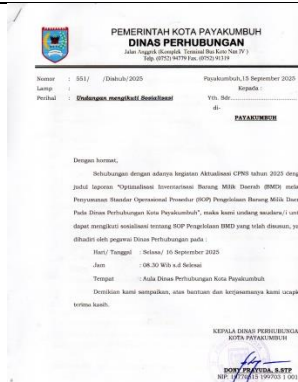 PEMERINTAH KOTA PAYAKUMBUH
DINAS PERHUBUNGAN
Jalan Anggrek (Komplek Terminal Bus Koto Nan IV )
Telp. (0752) 94779 Fax. (0752) 91319
Nomor : 551/ /Dishub/2025 Payakumbuh,15 September 2025
Lamp : Kepada :
Perihal : Undangan mengikuti Sosialisasi Yth. Sdr
di-
PAYAKUMBUH
Dengan hormat,
Sehubungan dengan adanya kegiatan Aktualisasi CPNS tahun 2025 deng
judul laporan "Optimalisasi Inventarisasi Barang Milik Daerah (BMD) mela
Penyusunan Standar Operasional Prosedur (SOP) Pengelolaan Barang Milik Daer
Pada Dinas Perhubungan Kota Payakumbuh", maka kami undang saudara/i untu
dapat mengikuti sosialisasi tentang SOP Pengelolaan BMD yang telah disusun, ya
dihadiri oleh pegawai Dinas Perhubungan pada :
Hari/ Tanggal : Selasa/ 16 September 2025
Jam : 08.30 Wib s.d Selesai
Tempat : Aula Dinas Perhubungan Kota Payakumbuh
Demikian kami sampaikan, atas bantuan dan kerjasamanya kami ucapk
terima kasih.
KEPALA DINAS PERHUBUNGA
KOTA PAYAKUMBUH
DONY PRAYUDA, S.STP
NIP.